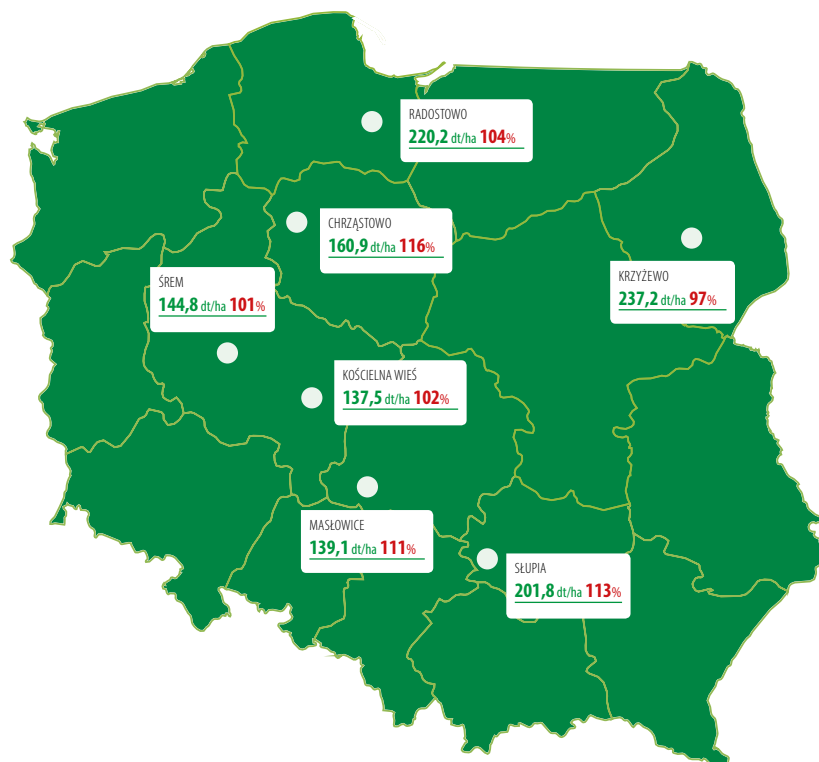 RADOSTOWO
220,2 dt/ha 104%
CHRZĄSTOWO
160,9 dt/ha 116%
KRZYŻEWO
237,2 dt/ha 97%
ŚREM
144,8 dt/ha 101%
KOŚCIELNA WIEŚ
137,5 dt/ha 102%
MASŁOWICE
139,1 dt/ha 111%
SŁUPIA
201,8 dt/ha 113%